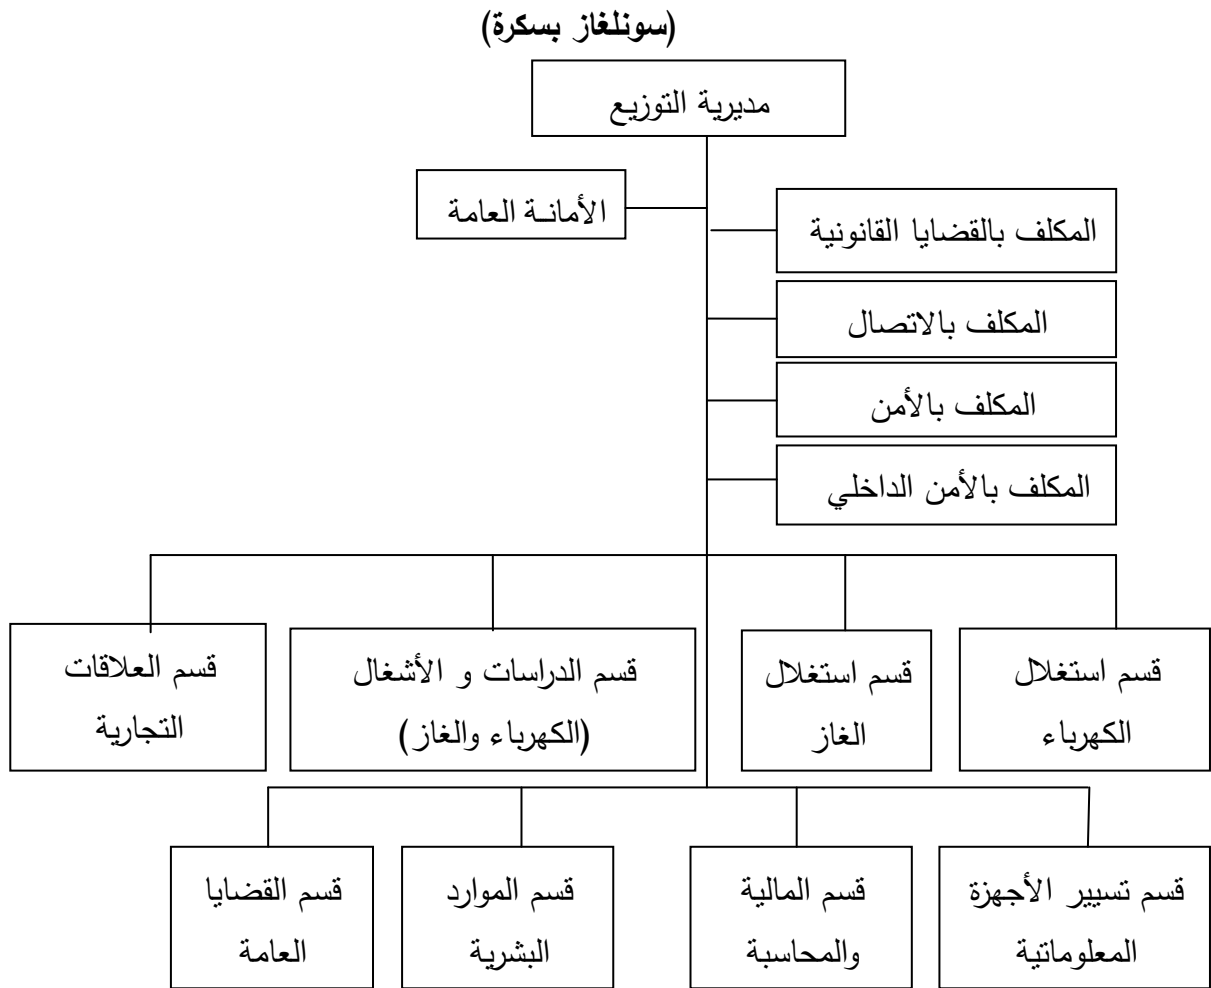 (سونلغاز بسكرة)
مديرية التوزيع
الأمانـة العامة
المكلف بالقضايا القانونية
المكلف بالاتصال
المكلف بالأمن
المكلف بالأمن الداخلي
قسم استغلال
الكهرباء
قسم استغلال
الغاز
قسم الدراسات و الأشغال
(الكهرباء والغاز)
قسم العلاقات
التجارية
قسم تسيير الأجهزة
المعلوماتية
قسم المالية
والمحاسبة
قسم الموارد
البشرية
قسم القضايا
العامة